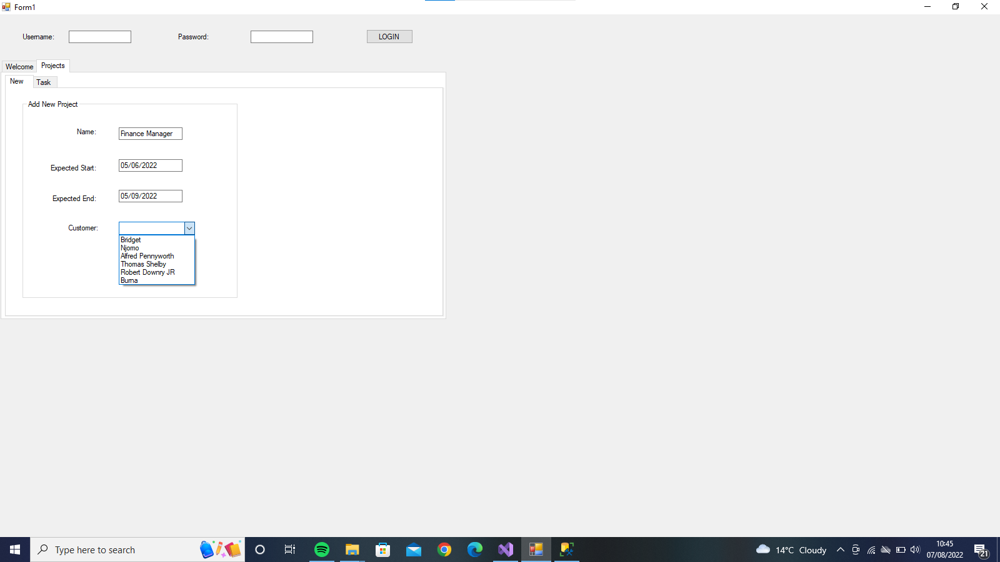 Form1
Username:
Password:
LOGIN
Welcome
Projects
New
Task
Add New Project
Name:
Finance Manager
Expected Start:
05/06/2022
Expected End:
05/09/2022
Customer:
Bridget
Njomo
Alfred Pennyworth
Thomas Shelby
Robert Downry JR
Burna
Type here to search
14°C Cloudy
10:45
07/08/2022
21